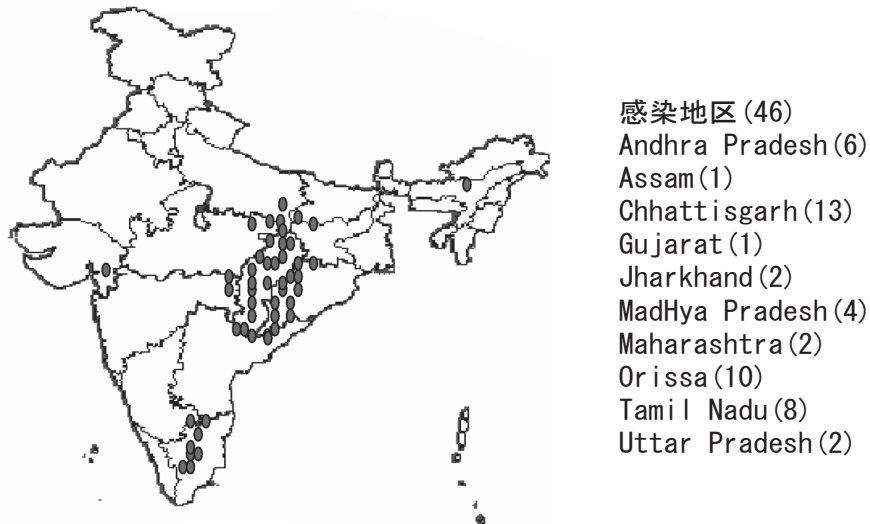 感染地区(46)
Andhra Pradesh(6)
Assam(1)
Chhattisgarh(13)
Gujarat(1)
Jharkhand(2)
MadHya Pradesh(4)
Maharashtra(2)
Orissa(10)
Tamil Nadu(8)
Uttar Pradesh(2)